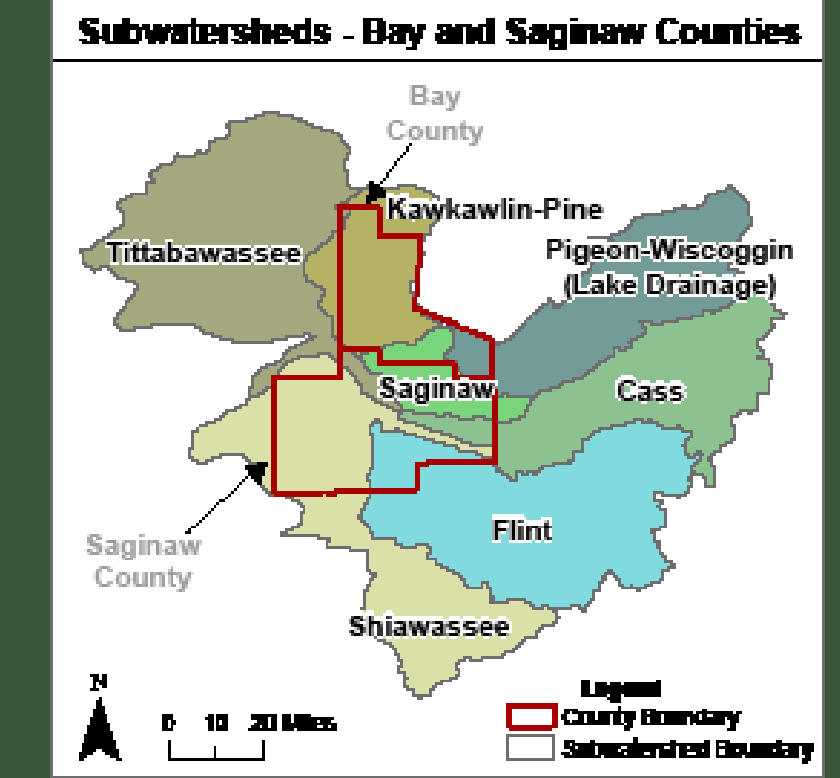 Subwatersheds - Bay and Saginaw Counties
Bay
County
Kawkawlin-Pine
Tittabawassee
Pigeon-Wiscoggin
(Lake Drainage)
Saginaw
Cass
Flint
Saginaw
County
Shiawassee
N
0 10 20 Miles
Legend
County Boundary
Subwatershed Boundary